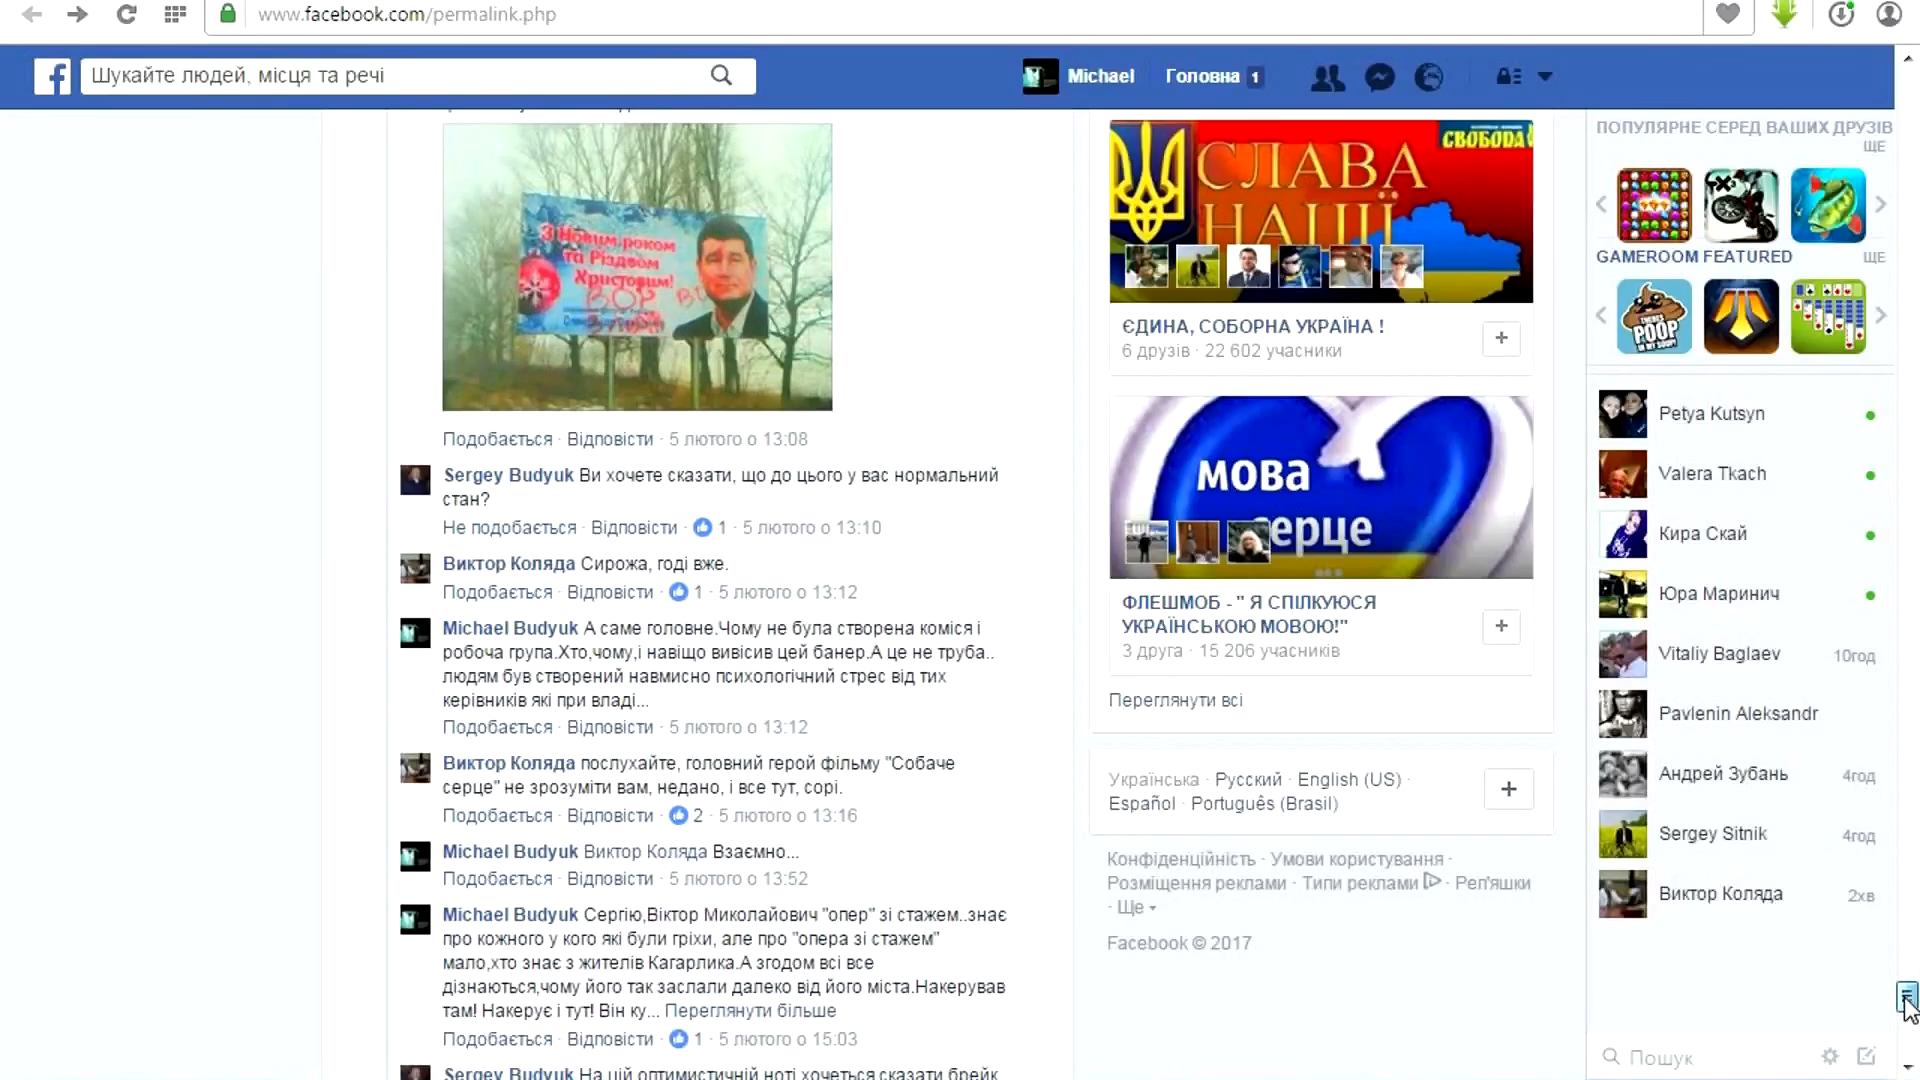 www.facebook.com/permalink.php
Шукайте людей, місця та речі
Michael
Головна 1
З Новим роком
та Різдвом
Христовим!
ВОР
Подобається · Відповісти · 5 лютого о 13:08
Sergey Budyuk Ви хочете сказати, що до цього у вас нормальний
стан?
Не подобається · Відповісти · 1 · 5 лютого о 13:10
Виктор Коляда Сирожа, годі вже.
Подобається · Відповісти · 1 · 5 лютого о 13:12
Michael Budyuk А саме головне.Чому не була створена коміся і
робоча група.Хто,чому,і навіщо вивісив цей банер.А це не труба..
людям був створений навмисно психологічний стрес від тих
керівників які при владі...
Подобається · Відповісти · 5 лютого о 13:12
Виктор Коляда послухайте, головний герой фільму "Собаче
серце" не зрозуміти вам, недано, і все тут, сорі.
Подобається · Відповісти · 2 · 5 лютого о 13:16
Michael Budyuk Виктор Коляда Взаємно...
Подобається · Відповісти · 5 лютого о 13:52
Michael Budyuk Сергію,Віктор Миколайович "опер" зі стажем..знає
про кожного у кого які були гріхи, але про "опера зі стажем"
мало,хто знає з жителів Кагарлика.А згодом всі все
дізнаються,чому його так заслали далеко від його міста.Накерував
там! Накерує і тут! Він ку... Переглянути більше
Подобається · Відповісти · 1 · 5 лютого о 15:03
Sergey Budyuk На цій оптимистичній ноті хочеться сказати брейк
СВОБОДА
СЛАВА
НАЦІЇ
ЄДИНА, СОБОРНА УКРАЇНА !
6 друзів · 22 602 учасники
+
мова
серце
ФЛЕШМОБ - " Я СПІЛКУЮСЯ
УКРАЇНСЬКОЮ МОВОЮ!"
3 друга · 15 206 учасників
+
Переглянути всі
Українська · Русский · English (US) ·
Español · Português (Brasil)
+
Конфіденційність · Умови користування ·
Розміщення реклами · Типи реклами · Реп'яшки
· Ще
Facebook © 2017
ПОПУЛЯРНЕ СЕРЕД ВАШИХ ДРУЗІВ
ЩЕ
GAMEROOM FEATURED ЩЕ
THERE'S
POOP
IN MY SOUP!
Petya Kutsyn
Valera Tkach
Кира Скай
Юра Маринич
Vitaliy Baglaev 10год
Pavlenin Aleksandr
Андрей Зубань 4год
Sergey Sitnik 4год
Виктор Коляда 2хв
Пошук